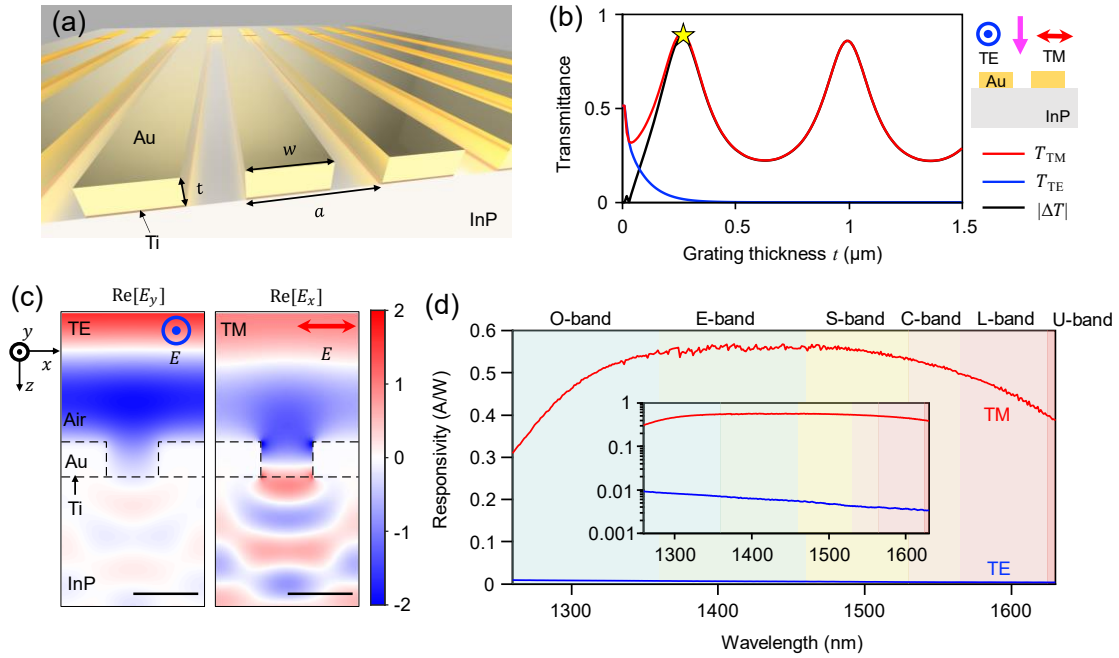 (a)
Au
w
t
a
Ti
InP
(b)
Transmittance
1
0.5
0
0
0.5
1
1.5
Grating thickness t (μm)
TE
TM
Au
InP
T_TM
T_TE
|ΔT|
(c)
Re[E_y]
Re[E_x]
TE
E
TM
E
y
x
z
Air
Au
Ti
InP
2
1
0
-1
-2
(d)
O-band
E-band
S-band
C-band
L-band
U-band
Responsivity (A/W)
0.6
0.5
0.4
0.3
0.2
0.1
0
TM
TE
1
0.1
0.01
0.001
1300
1400
1500
1600
1300
1400
1500
1600
Wavelength (nm)